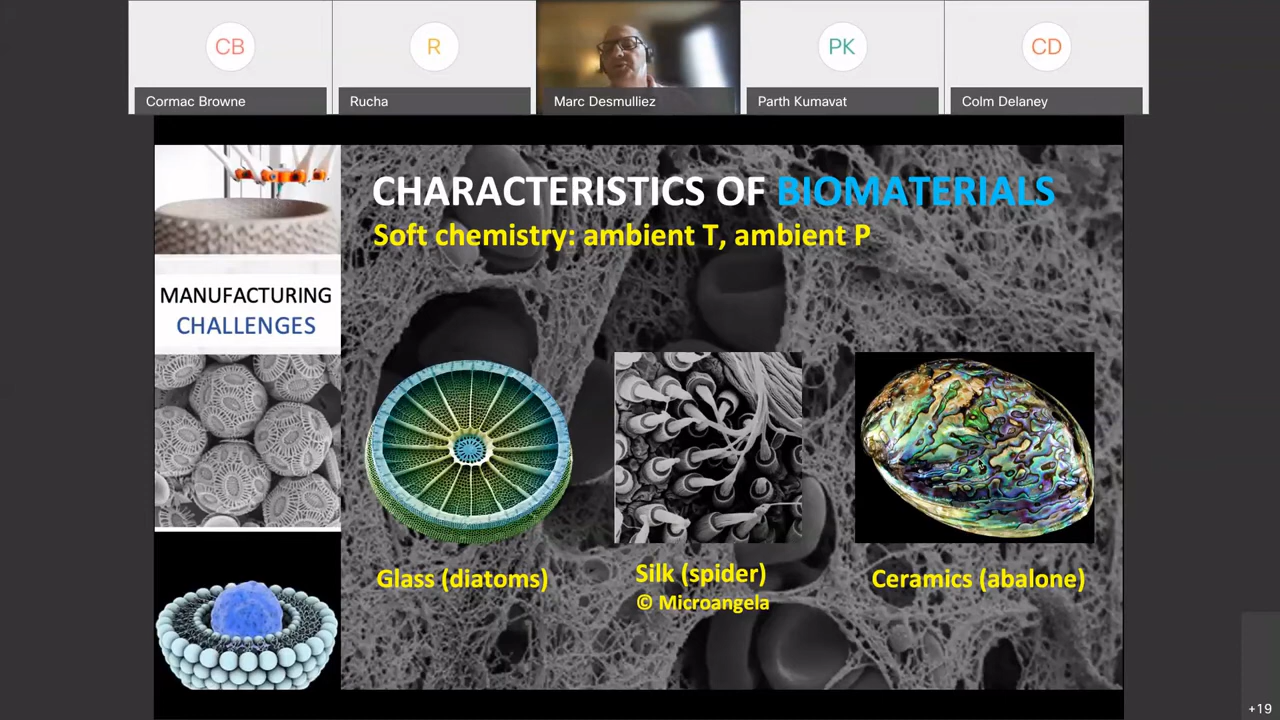 CB
R
PK
CD
Cormac Browne
Rucha
Marc Desmulliez
Parth Kumavat
Colm Delaney
CHARACTERISTICS OF BIOMATERIALS
Soft chemistry: ambient T, ambient P
MANUFACTURING
CHALLENGES
Glass (diatoms)
Silk (spider)
© Microangela
Ceramics (abalone)
+19